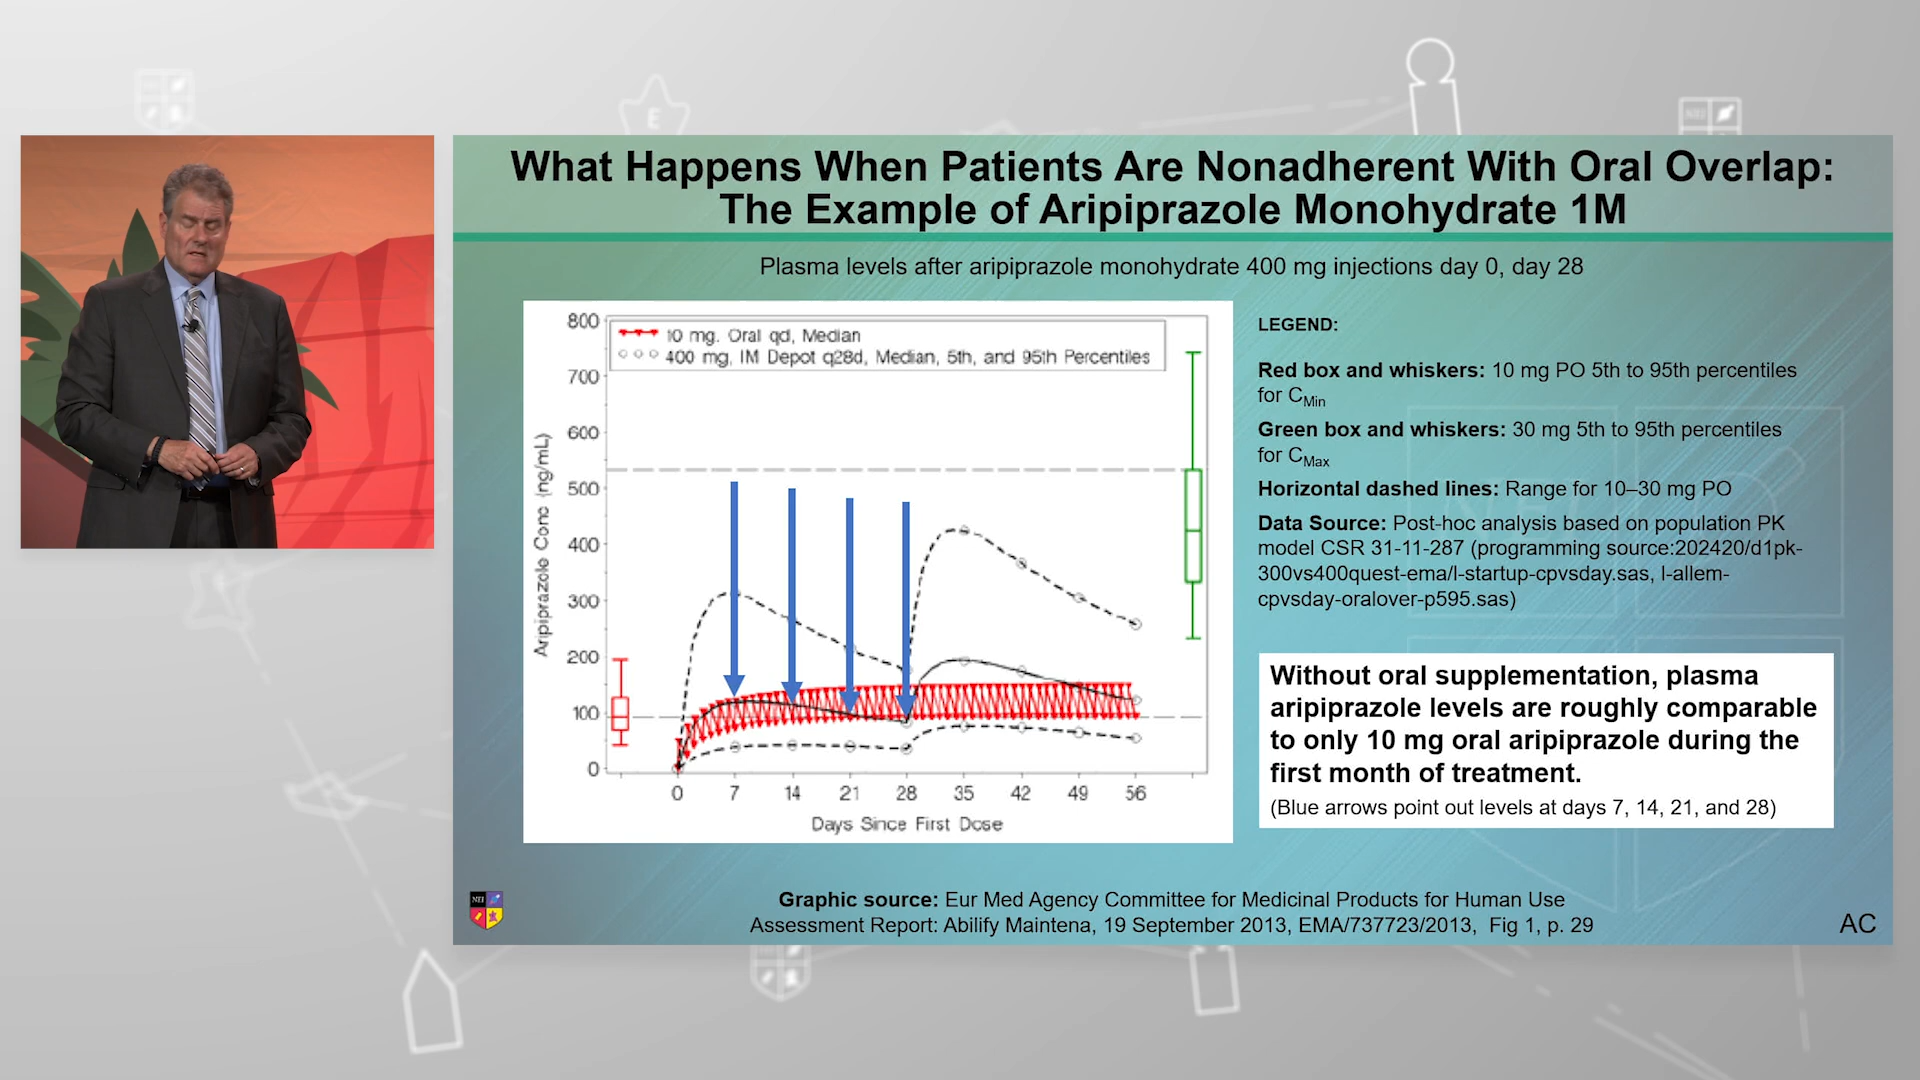 What Happens When Patients Are Nonadherent With Oral Overlap:
The Example of Aripiprazole Monohydrate 1M
Plasma levels after aripiprazole monohydrate 400 mg injections day 0, day 28
10 mg. Oral qd, Median
400 mg, IM Depot q28d, Median, 5th, and 95th Percentiles
Aripiprazole Conc (ng/mL)
800
700
600
500
400
300
200
100
0
0 7 14 21 28 35 42 49 56
Days Since First Dose
LEGEND:
Red box and whiskers: 10 mg PO 5th to 95th percentiles
for CMin
Green box and whiskers: 30 mg 5th to 95th percentiles
for CMax
Horizontal dashed lines: Range for 10–30 mg PO
Data Source: Post-hoc analysis based on population PK
model CSR 31-11-287 (programming source:202420/d1pk-
300vs400quest-ema/l-startup-cpvsday.sas, l-allem-
cpvsday-oralover-p595.sas)
Without oral supplementation, plasma
aripiprazole levels are roughly comparable
to only 10 mg oral aripiprazole during the
first month of treatment.
(Blue arrows point out levels at days 7, 14, 21, and 28)
NEI
Graphic source: Eur Med Agency Committee for Medicinal Products for Human Use
Assessment Report: Abilify Maintena, 19 September 2013, EMA/737723/2013, Fig 1, p. 29
AC
E
NEI